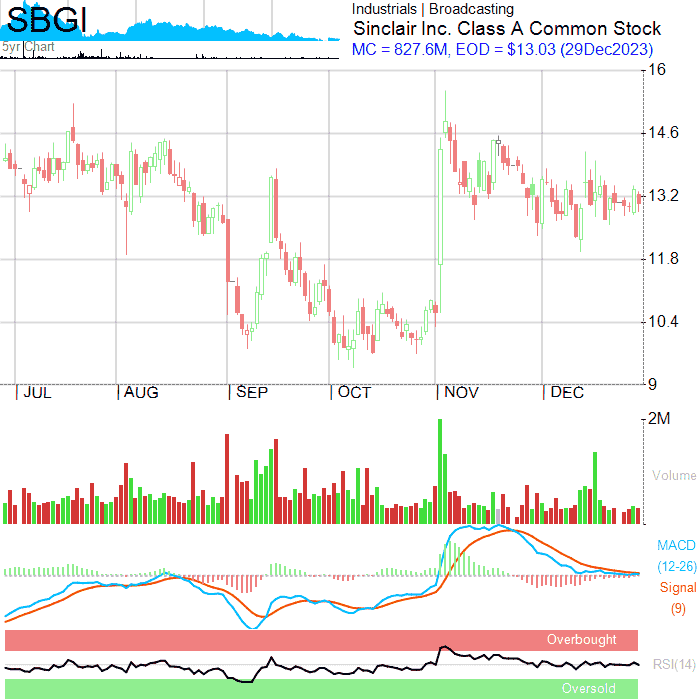 SBGI
5yr Chart
Industrials | Broadcasting
Sinclair Inc. Class A Common Stock
MC = 827.6M, EOD = $13.03 (29Dec2023)
16
14.6
13.2
11.8
10.4
9
| JUL | AUG | SEP | OCT | NOV | DEC
2M
Volume
MACD
(12-26)
Signal
(9)
Overbought
RSI(14)
Oversold